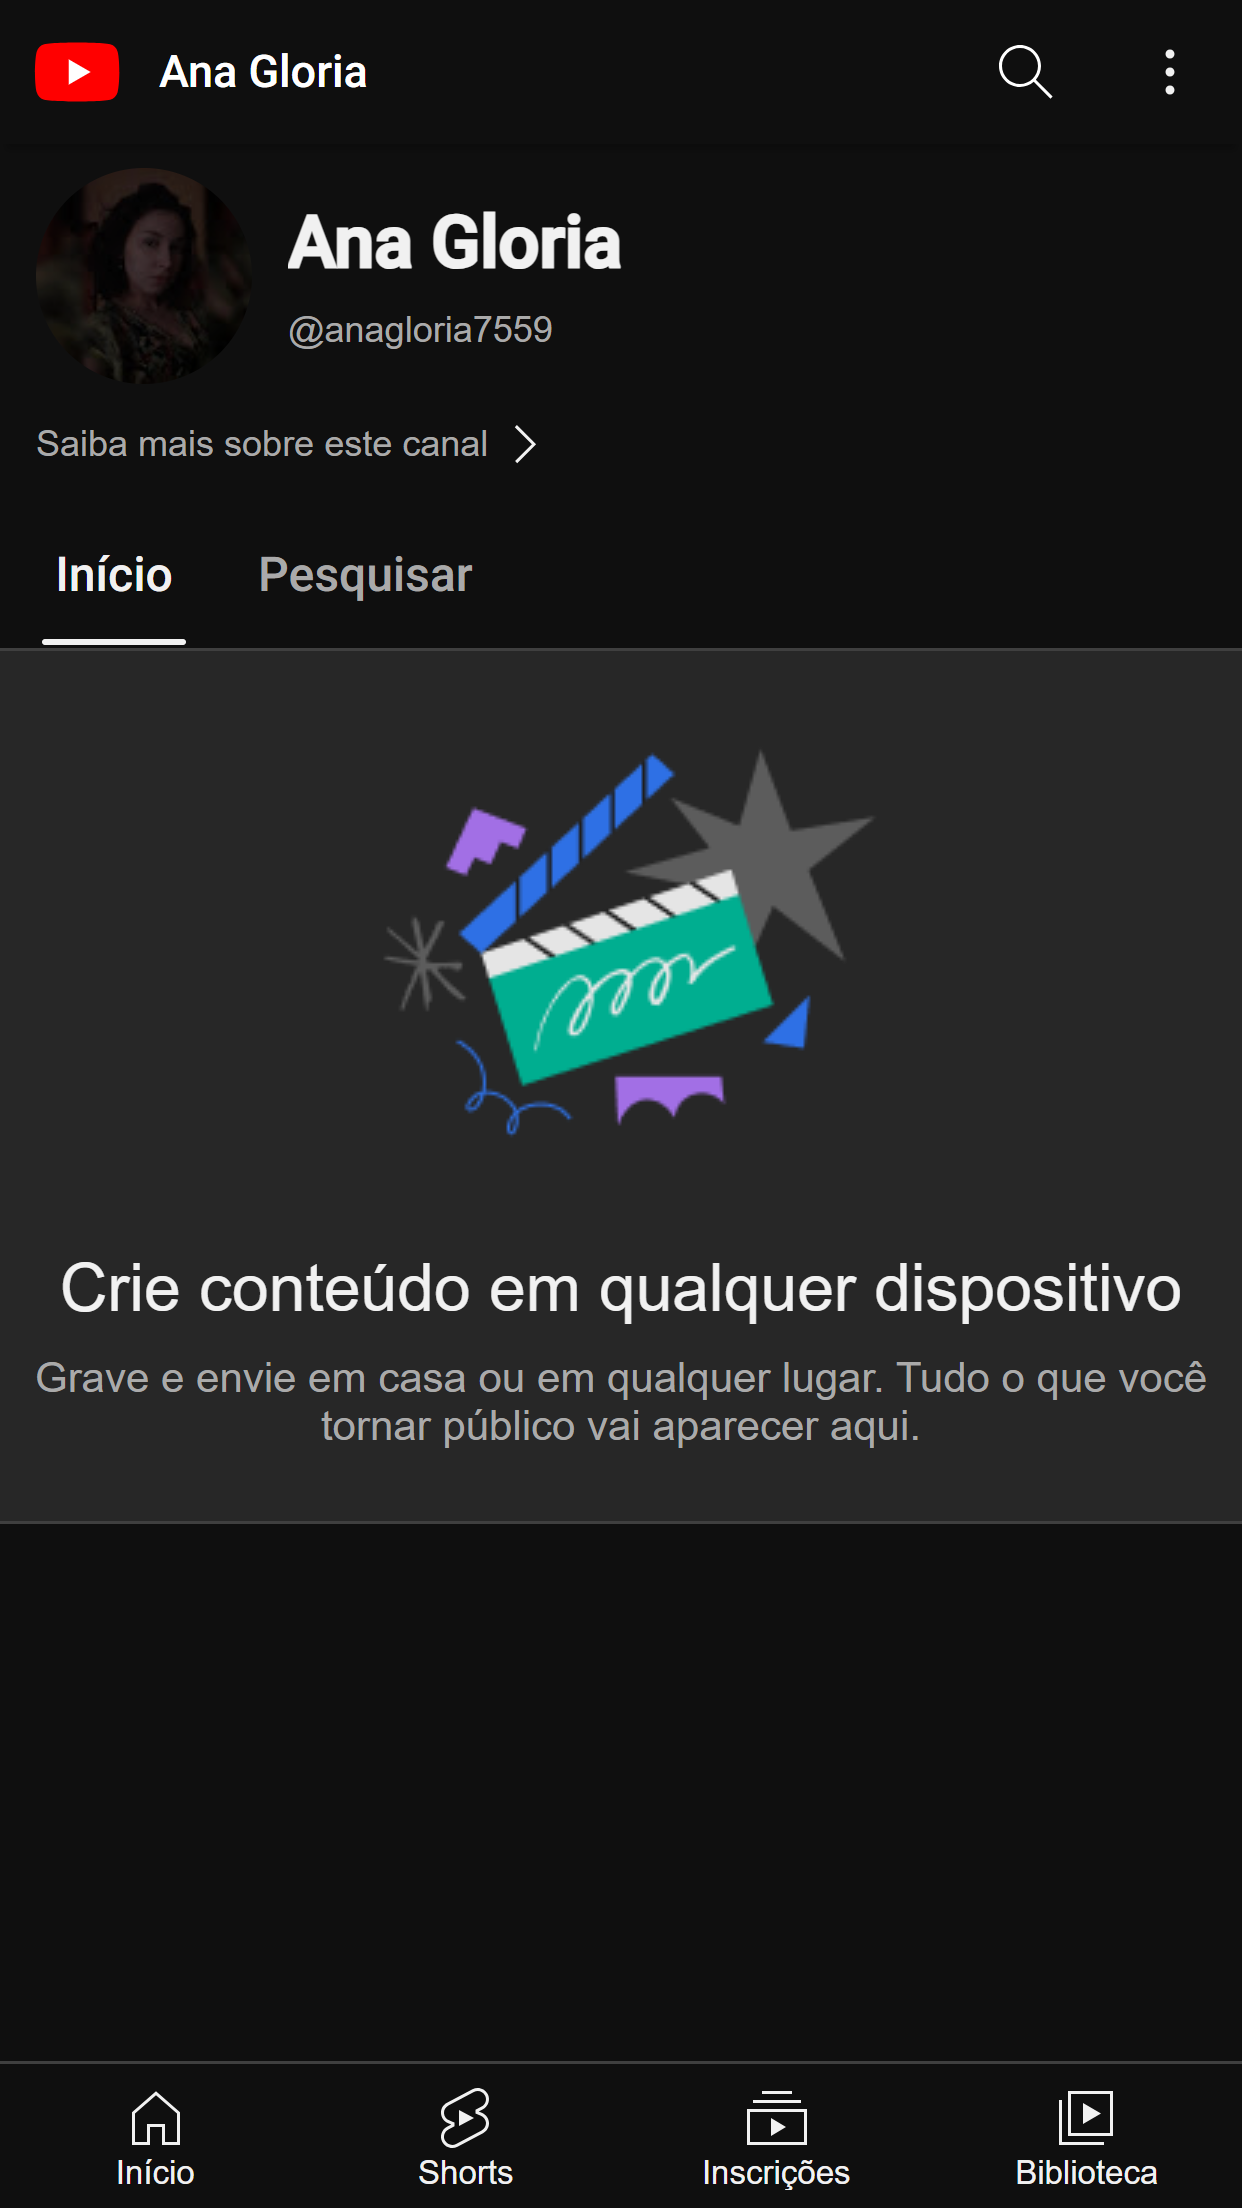 Ana Gloria
Ana Gloria
@anagloria7559
Saiba mais sobre este canal
Início
Pesquisar
Crie conteúdo em qualquer dispositivo
Grave e envie em casa ou em qualquer lugar. Tudo o que você
tornar público vai aparecer aqui.
Início
Shorts
Inscrições
Biblioteca